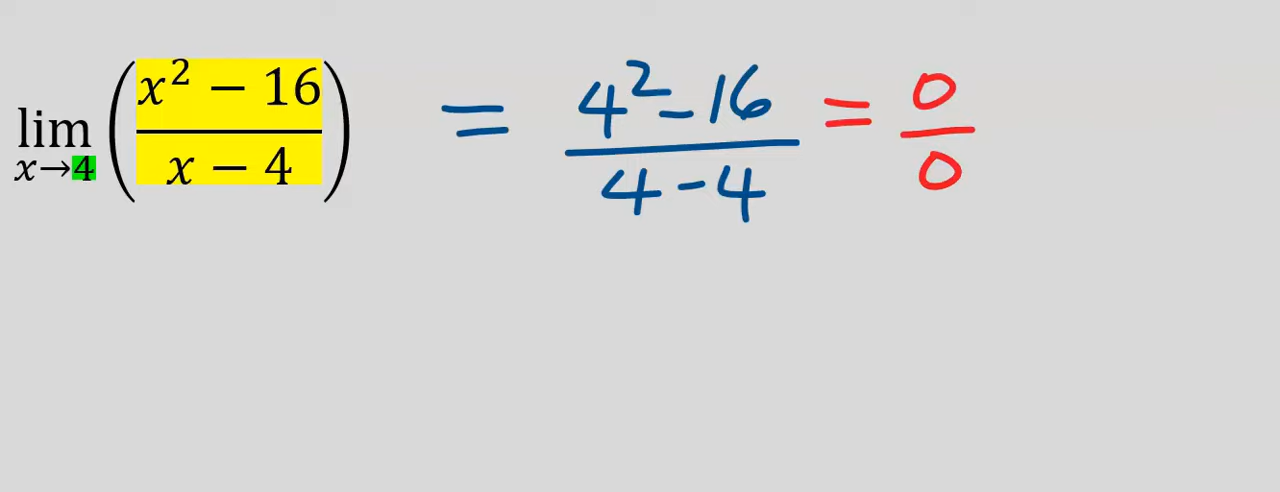 lim x→4 (x² − 16 / x − 4) = 4² - 16 / 4 - 4 = 0 / 0